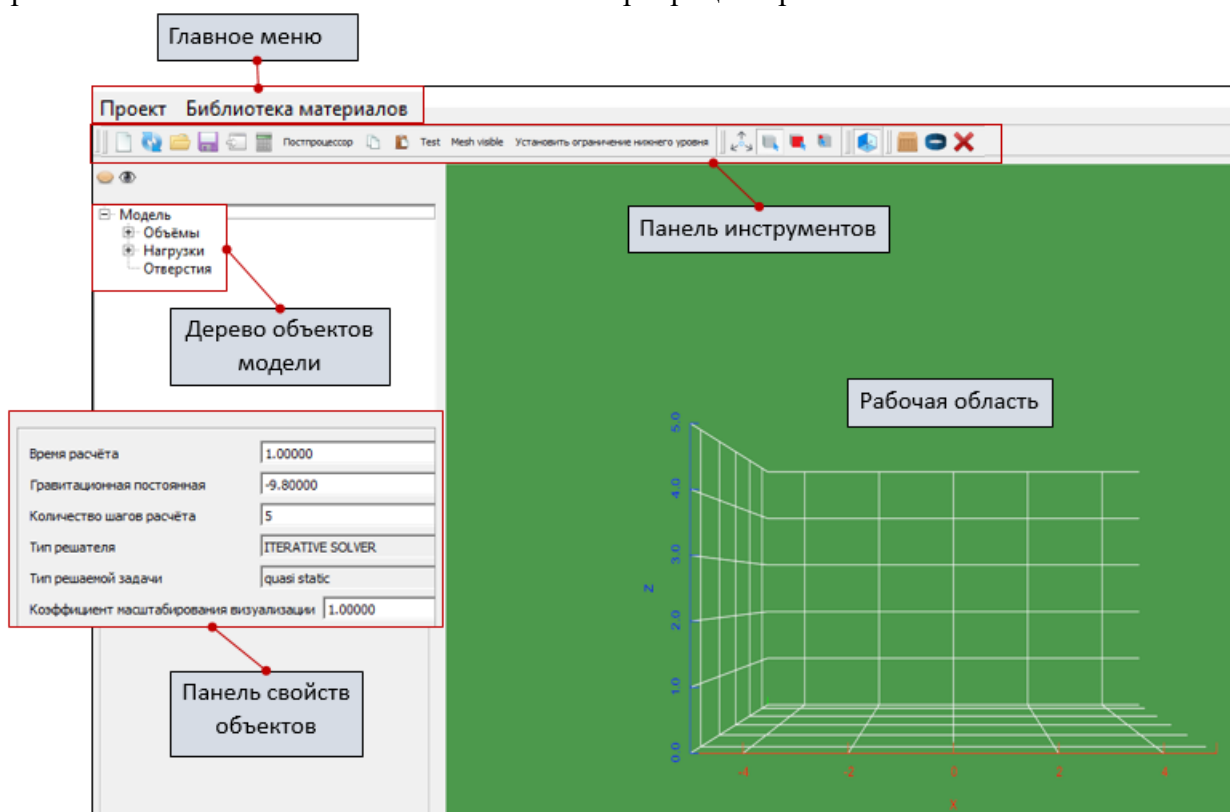 Главное меню
Проект Библиотека материалов
Постпроцессор Test Mesh visible Установить ограничение нижнего уровня
Панель инструментов
Модель
Объёмы
Нагрузки
Отверстия
Дерево объектов
модели
Рабочая область
Время расчёта 1.00000
Гравитационная постоянная -9.80000
Количество шагов расчёта 5
Тип решателя ITERATIVE SOLVER
Тип решаемой задачи quasi static
Коэффициент масштабирования визуализации 1.00000
Панель свойств
объектов
5.0
4.0
3.0
Z
2.0
1.0
0.0
-4 -2 0 2 4
X